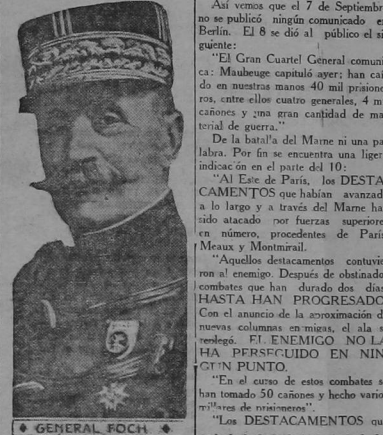 Así vemos que el 7 de Septiembr
no se publicó ningún comunicado e
Berlín. El 8 se dió al público el si
guiente:
"El Gran Cuartel General comuni
ca: Maubeuge capituló ayer; han caí
do en nuestras manos 40 mil prisione
ros, entre ellos cuatro generales, 4 m
cañones y una gran cantidad de ma
terial de guerra."
De la batalla del Marne ni una pa
labra. Por fin se encuentra una liger
indicación en el parte del 10:
"Al Este de París, los DESTA
CAMENTOS que habían avanzad
a lo largo y a través del Marne ha
sido atacado por fuerzas superiore
en número, procedentes de París
Meaux y Montmirail.
"Aquellos destacamentos contuvie
ron al enemigo. Después de obstinado
combates que han durado dos días
HASTA HAN PROGRESADO
Con el anuncio de la aproximación d
nuevas columnas enemigas, el ala s
replegó. EL ENEMIGO NO LA
HA PERSEGUIDO EN NIN
GUN PUNTO.
"En el curso de estos combates s
han tomado 50 cañones y hecho vario
millares de prisioneros".
"Los DESTACAMENTOS qu
GENERAL FOCH